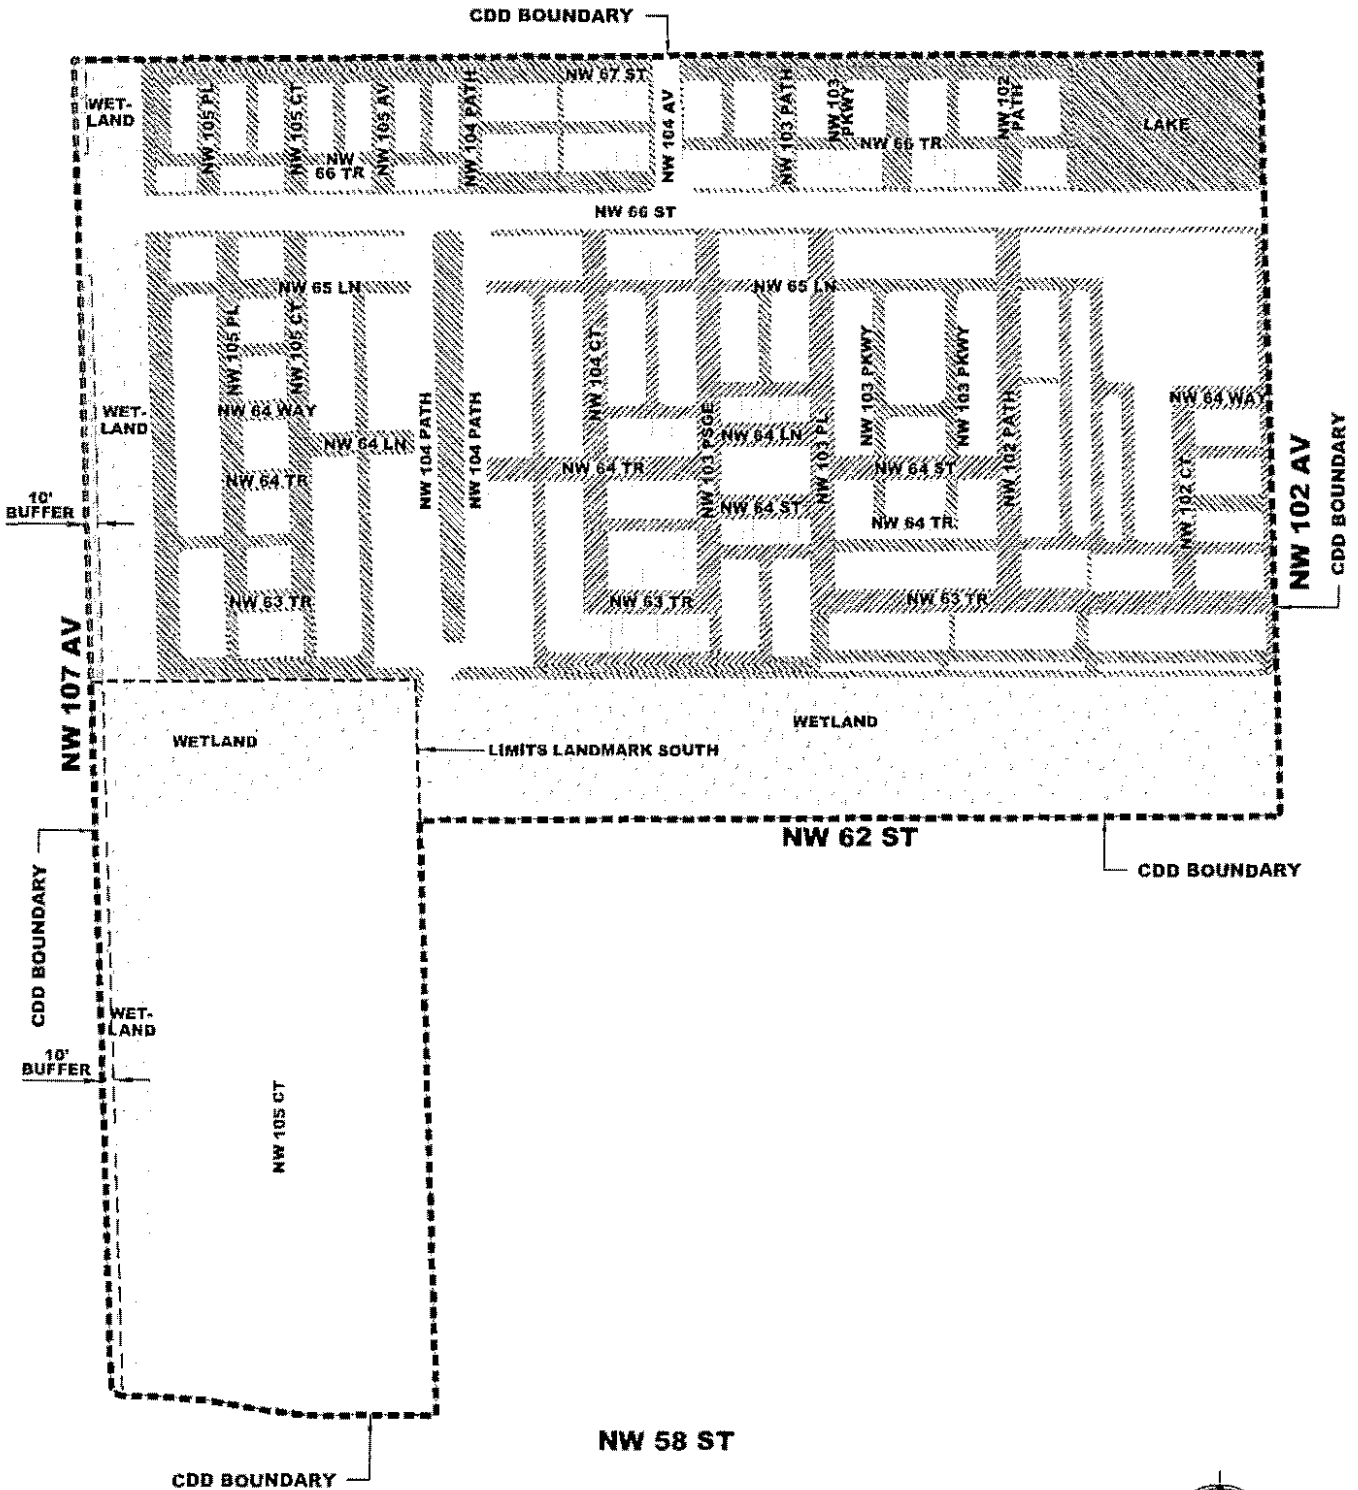 CDD BOUNDARY
NW 67 ST
WET-
LAND
NW 105 PL
NW 105 CT
NW 105 AV
NW 104 PATH
NW 104 AV
NW 103 PATH
NW 103
PKWY
NW 102
PATH
LAKE
NW
66 TR
NW 66 TR
NW 66 ST
NW 65 LN
NW 65 LN
NW 105 PL
NW 105 CT
NW 104 CT
NW 103 PKWY
NW 103 PKWY
WET-
LAND
NW 64 WAY
NW 64 LN
NW 104 PATH
NW 104 PATH
NW 64 TR
NW 103 PSGE
NW 64 LN
NW 103 PL
NW 64 ST
NW 102 PATH
NW 64 WAY
NW 102 CT
NW 102 AV
CDD BOUNDARY
NW 64 TR
10'
BUFFER
NW 64 ST
NW 64 TR
NW 63 TR
NW 63 TR
NW 63 TR
NW 107 AV
WETLAND
LIMITS LANDMARK SOUTH
WETLAND
NW 62 ST
CDD BOUNDARY
CDD BOUNDARY
WET-
LAND
10'
BUFFER
NW 105 CT
NW 58 ST
CDD BOUNDARY